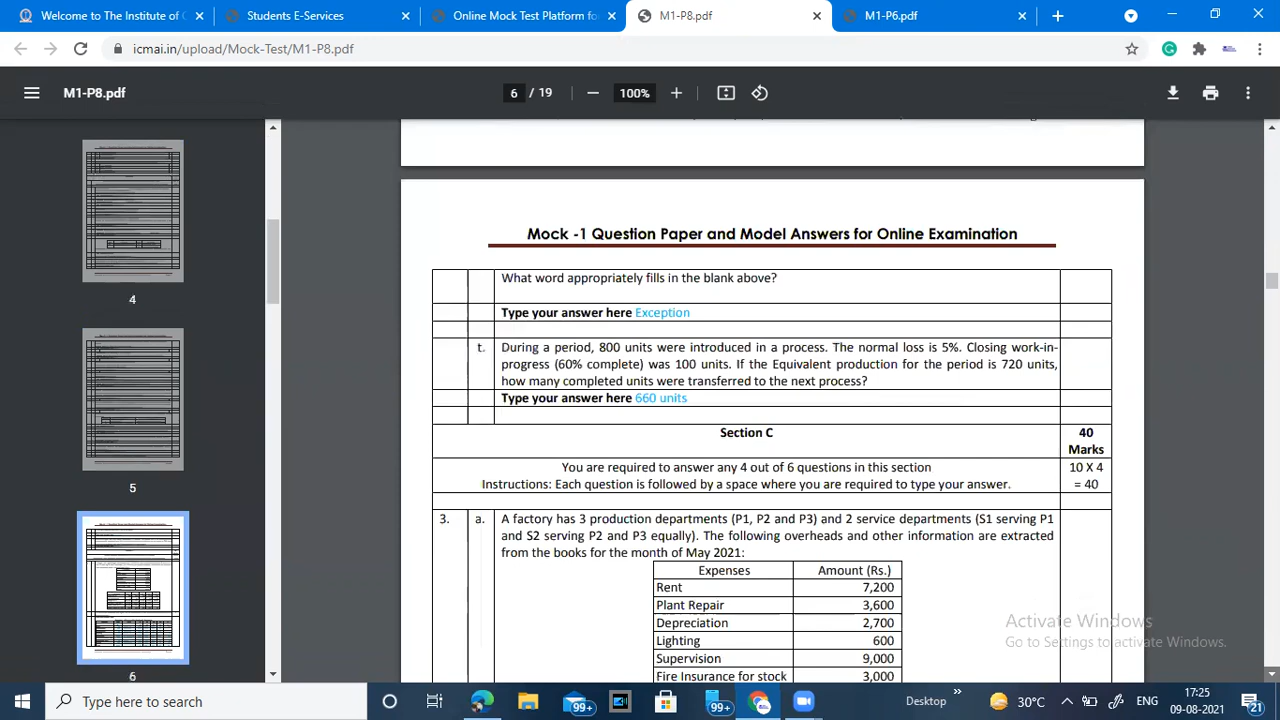 Welcome to The Institute of C
Students E-Services
Online Mock Test Platform for
M1-P8.pdf
M1-P6.pdf
icmai.in/upload/Mock-Test/M1-P8.pdf
M1-P8.pdf
6 / 19
100%
4
5
6
Mock -1 Question Paper and Model Answers for Online Examination
What word appropriately fills in the blank above?
Type your answer here Exception
t. During a period, 800 units were introduced in a process. The normal loss is 5%. Closing work-in-
progress (60% complete) was 100 units. If the Equivalent production for the period is 720 units,
how many completed units were transferred to the next process?
Type your answer here 660 units
Section C 40
Marks
You are required to answer any 4 out of 6 questions in this section 10 X 4
Instructions: Each question is followed by a space where you are required to type your answer. = 40
3. a. A factory has 3 production departments (P1, P2 and P3) and 2 service departments (S1 serving P1
and S2 serving P2 and P3 equally). The following overheads and other information are extracted
from the books for the month of May 2021:
Expenses Amount (Rs.)
Rent 7,200
Plant Repair 3,600
Depreciation 2,700
Lighting 600
Supervision 9,000
Fire Insurance for stock 3,000
Activate Windows
Go to Settings to activate Windows.
Type here to search
99+
99+
Desktop
30°C
ENG
17:25
09-08-2021
21